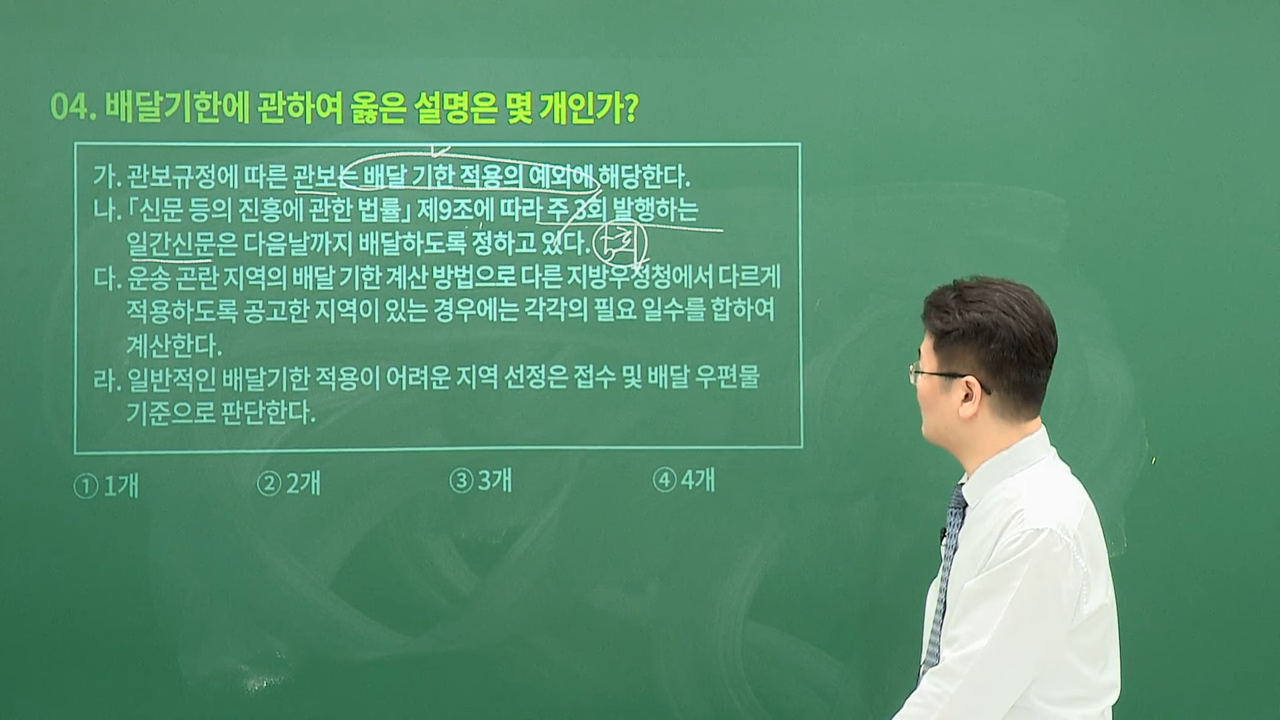 04. 배달기한에 관하여 옳은 설명은 몇 개인가?
가. 관보규정에 따른 관보는 배달 기한 적용의 예외에 해당한다.
나. 「신문 등의 진흥에 관한 법률」 제9조에 따라 주 3회 발행하는
일간신문은 다음날까지 배달하도록 정하고 있다. 5회
다. 운송 곤란 지역의 배달 기한 계산 방법으로 다른 지방우정청에서 다르게
적용하도록 공고한 지역이 있는 경우에는 각각의 필요 일수를 합하여
계산한다.
라. 일반적인 배달기한 적용이 어려운 지역 선정은 접수 및 배달 우편물
기준으로 판단한다.
① 1개 ② 2개 ③ 3개 ④ 4개